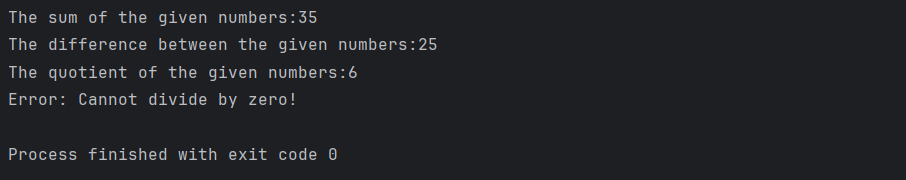 The sum of the given numbers:35
The difference between the given numbers:25
The quotient of the given numbers:6
Error: Cannot divide by zero!
Process finished with exit code 0